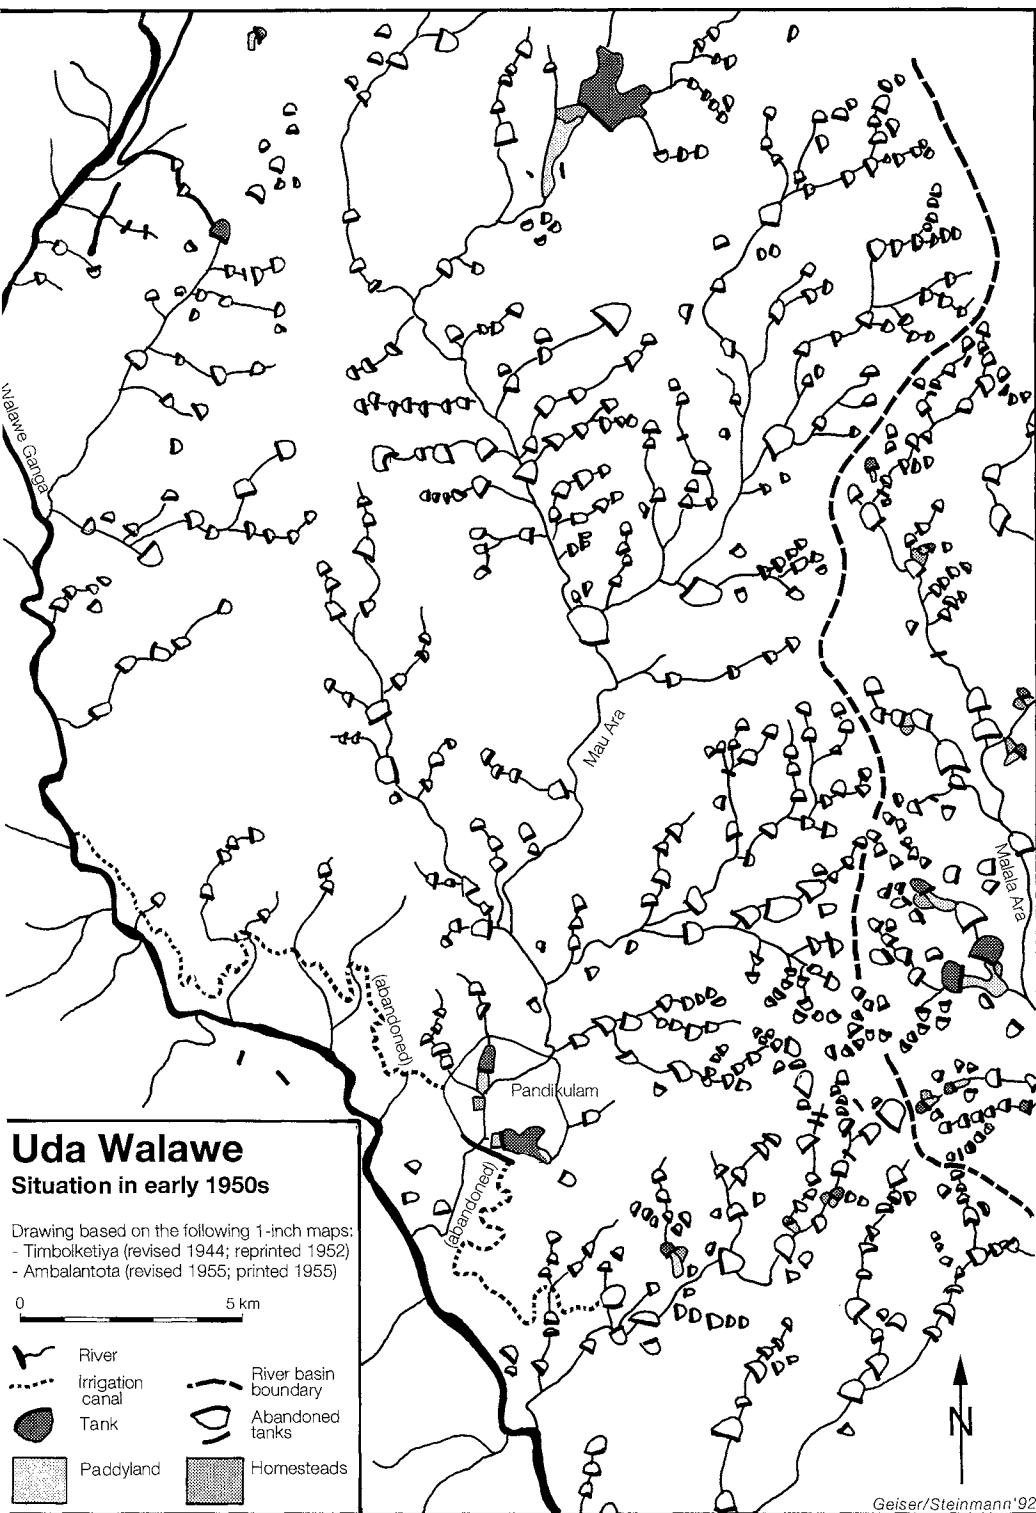 Walawe Ganga
Mau Ara
Malala Ara
(abandoned)
Pandikulam
(abandoned)
Uda Walawe
Situation in early 1950s
Drawing based on the following 1-inch maps:
- Timbolketiya (revised 1944; reprinted 1952)
- Ambalantota (revised 1955; printed 1955)
0 5 km
River
Irrigation
canal
River basin
boundary
Tank
Abandoned
tanks
Paddyland
Homesteads
N
Geiser/Steinmann'92